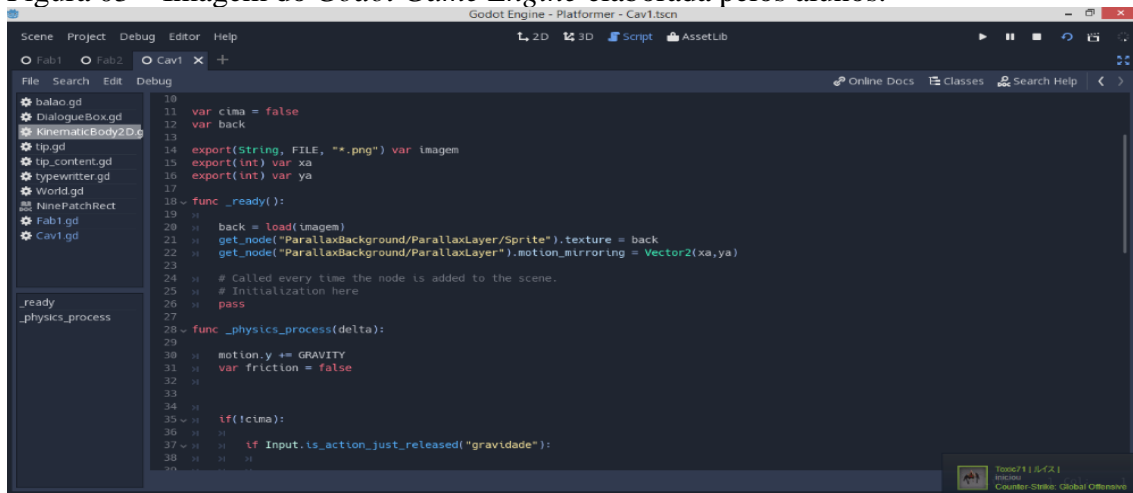 Figura 65 – Imagem do Godot Game Engine elaborada pelos alunos.
Godot Engine - Platformer - Cav1.tscn
Scene Project Debug Editor Help
2D 3D Script AssetLib
Fab1 Fab2 Cav1
File Search Edit Debug
Online Docs Classes Search Help
balao.gd
DialogueBox.gd
KinematicBody2D.g
tip.gd
tip_content.gd
typewritter.gd
World.gd
NinePatchRect
Fab1.gd
Cav1.gd
_ready
_physics_process
10
11 var cima = false
12 var back
13
14 export(String, FILE, "*.png") var imagem
15 export(int) var xa
16 export(int) var ya
17
18 func _ready():
19
20 back = load(imagem)
21 get_node("ParallaxBackground/ParallaxLayer/Sprite").texture = back
22 get_node("ParallaxBackground/ParallaxLayer").motion_mirroring = Vector2(xa,ya)
23
24 # Called every time the node is added to the scene.
25 # Initialization here
26 pass
27
28 func _physics_process(delta):
29
30 motion.y += GRAVITY
31 var friction = false
32
33
34
35 if(!cima):
36
37 if Input.is_action_just_released("gravidade"):
38
39
Toxic71 | ルイス |
iniciou
Counter-Strike: Global Offensive